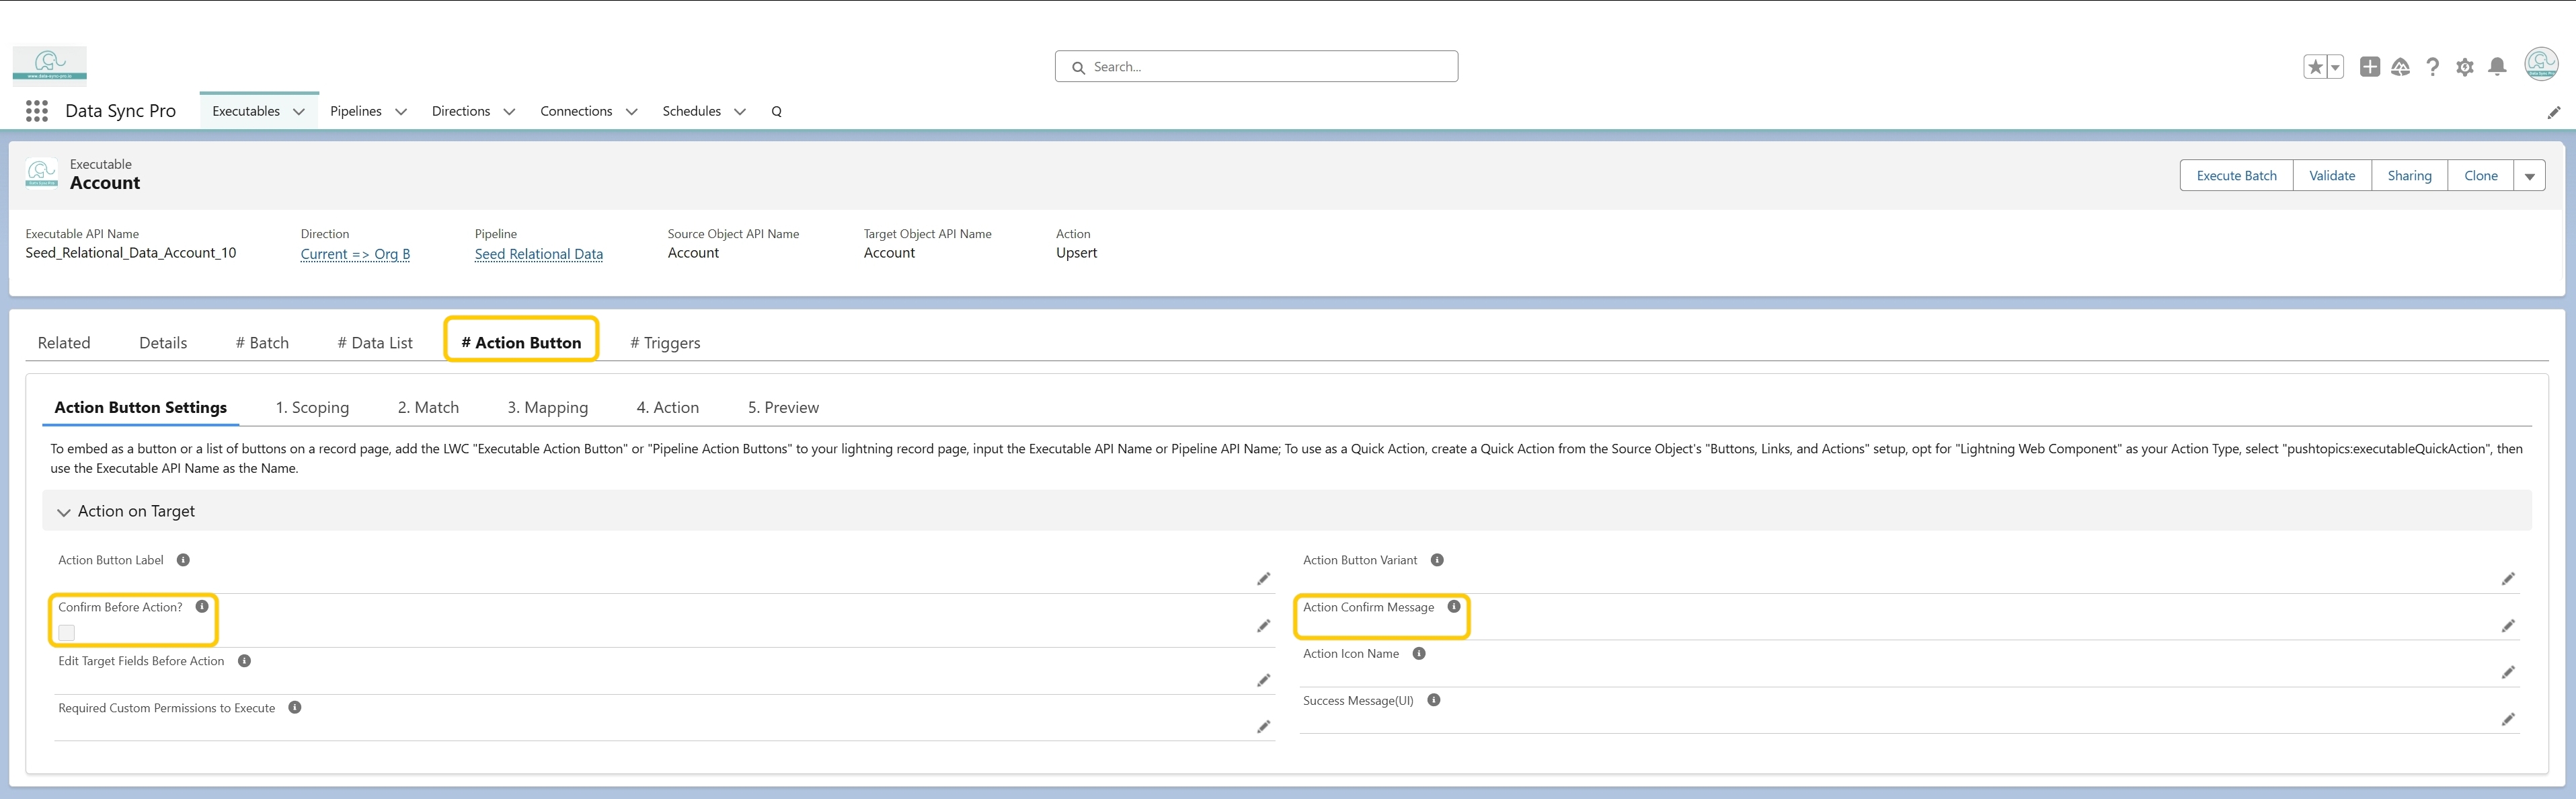 www.data-sync-pro.in
Search...
Data Sync Pro
Executables
Pipelines
Directions
Connections
Schedules
Q
Executable
Account
Execute Batch
Validate
Sharing
Clone
Executable API Name
Seed_Relational_Data_Account_10
Direction
Current => Org B
Pipeline
Seed Relational Data
Source Object API Name
Account
Target Object API Name
Account
Action
Upsert
Related
Details
# Batch
# Data List
# Action Button
# Triggers
Action Button Settings
1. Scoping
2. Match
3. Mapping
4. Action
5. Preview
To embed as a button or a list of buttons on a record page, add the LWC "Executable Action Button" or "Pipeline Action Buttons" to your lightning record page, input the Executable API Name or Pipeline API Name; To use as a Quick Action, create a Quick Action from the Source Object's "Buttons, Links, and Actions" setup, opt for "Lightning Web Component" as your Action Type, select "pushtopics:executableQuickAction", then
use the Executable API Name as the Name.
Action on Target
Action Button Label
Action Button Variant
Confirm Before Action?
Action Confirm Message
Edit Target Fields Before Action
Action Icon Name
Required Custom Permissions to Execute
Success Message(UI)